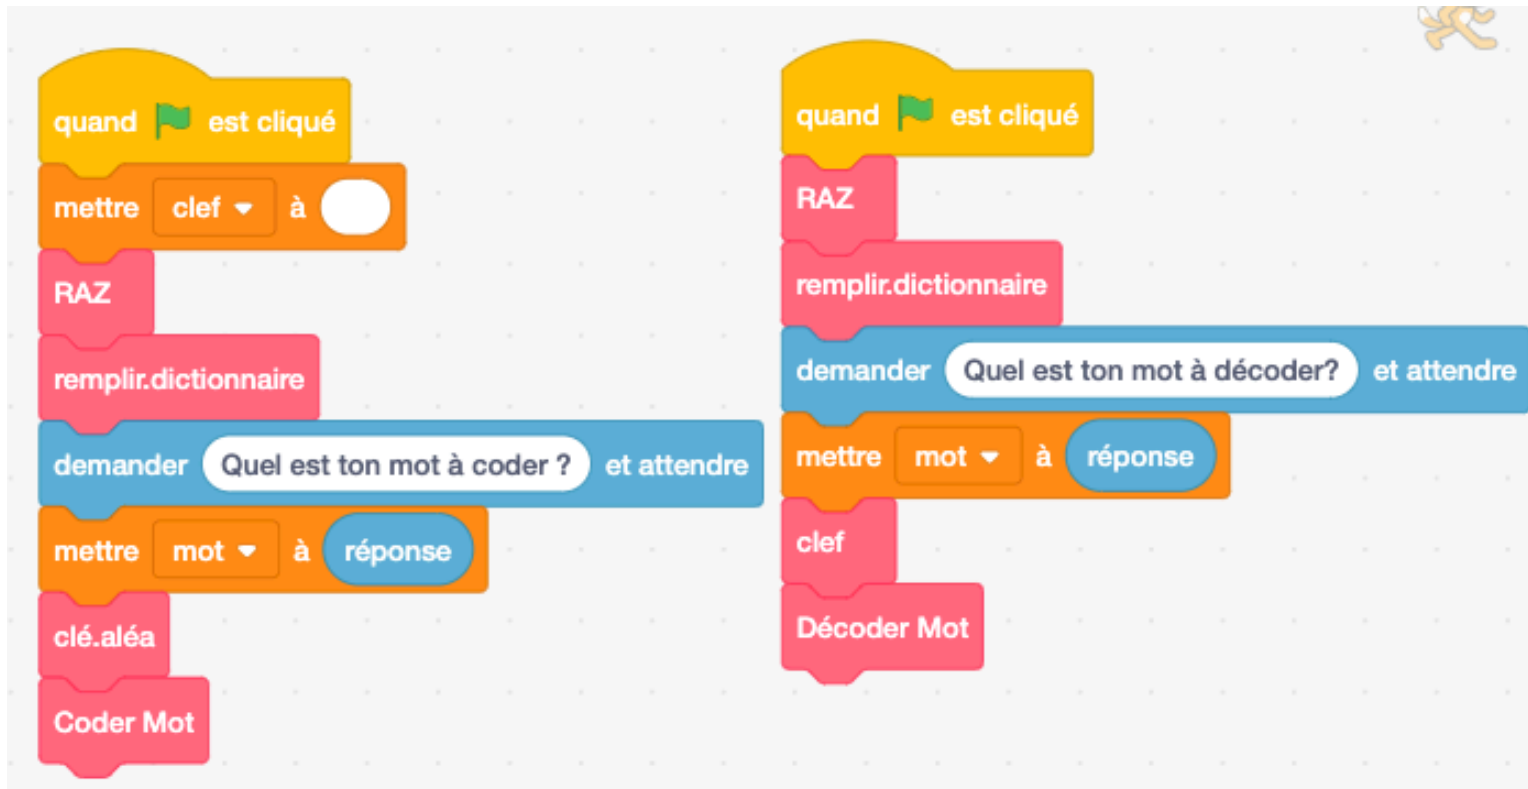 quand est cliqué
mettre clef à
RAZ
remplir.dictionnaire
demander Quel est ton mot à coder ? et attendre
mettre mot à réponse
clé.aléa
Coder Mot
quand est cliqué
RAZ
remplir.dictionnaire
demander Quel est ton mot à décoder? et attendre
mettre mot à réponse
clef
Décoder Mot